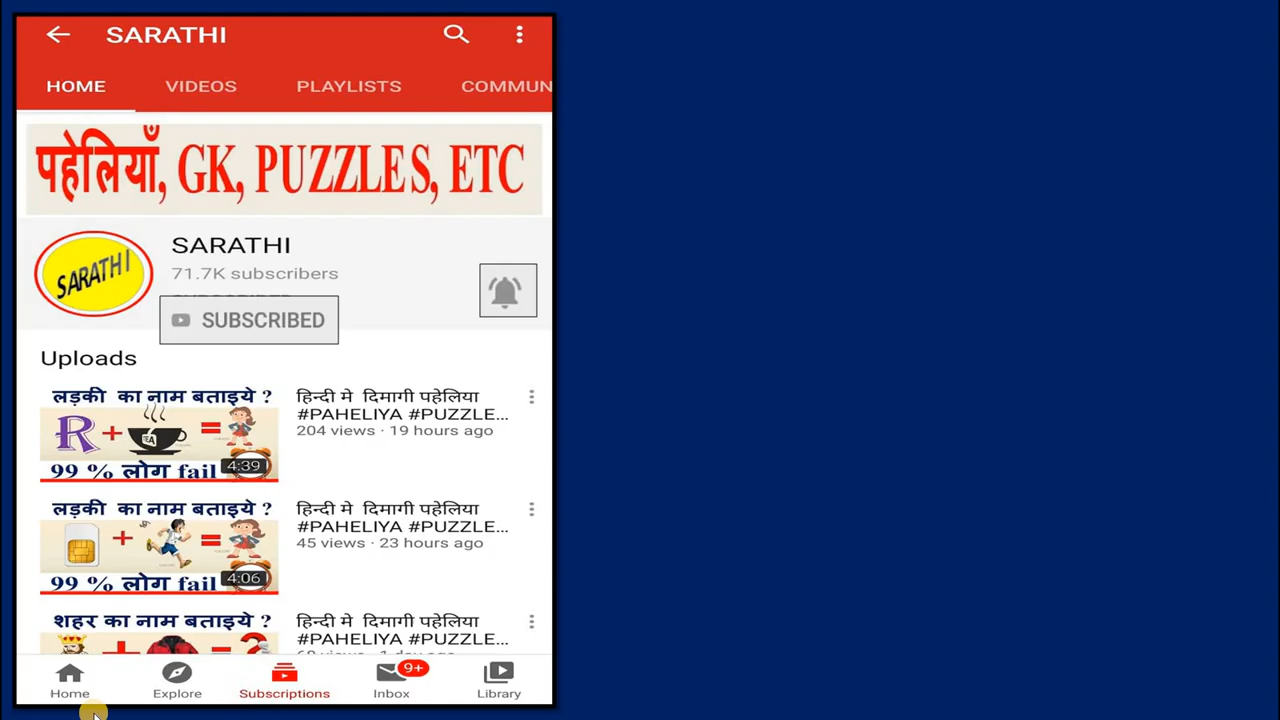 SARATHI
HOME VIDEOS PLAYLISTS COMMUN
पहेलियाँ, GK, PUZZLES, ETC
SARATHI
SARATHI
71.7K subscribers
SUBSCRIBED
Uploads
लड़की का नाम बताइये ?
R + TEA =
99 % लोग fail
4:39
हिन्दी मे दिमागी पहेलिया
#PAHELIYA #PUZZLE...
204 views · 19 hours ago
लड़की का नाम बताइये ?
+ =
99 % लोग fail
4:06
हिन्दी मे दिमागी पहेलिया
#PAHELIYA #PUZZLE...
45 views · 23 hours ago
शहर का नाम बताइये ?
+ = ?
हिन्दी मे दिमागी पहेलिया
#PAHELIYA #PUZZLE...
9+
Home Explore Subscriptions Inbox Library